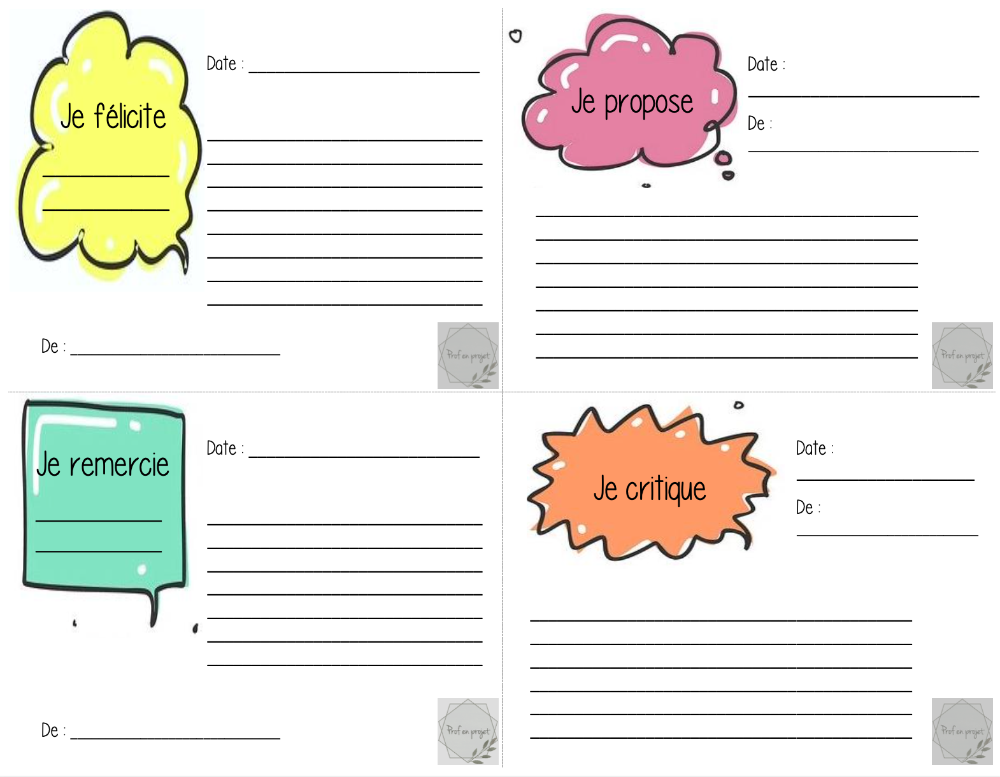 Je félicite
Date :
De :
Prof en projet
Je propose
Date :
De :
Prof en projet
Je remercie
Date :
De :
Prof en projet
Je critique
Date :
De :
Prof en projet